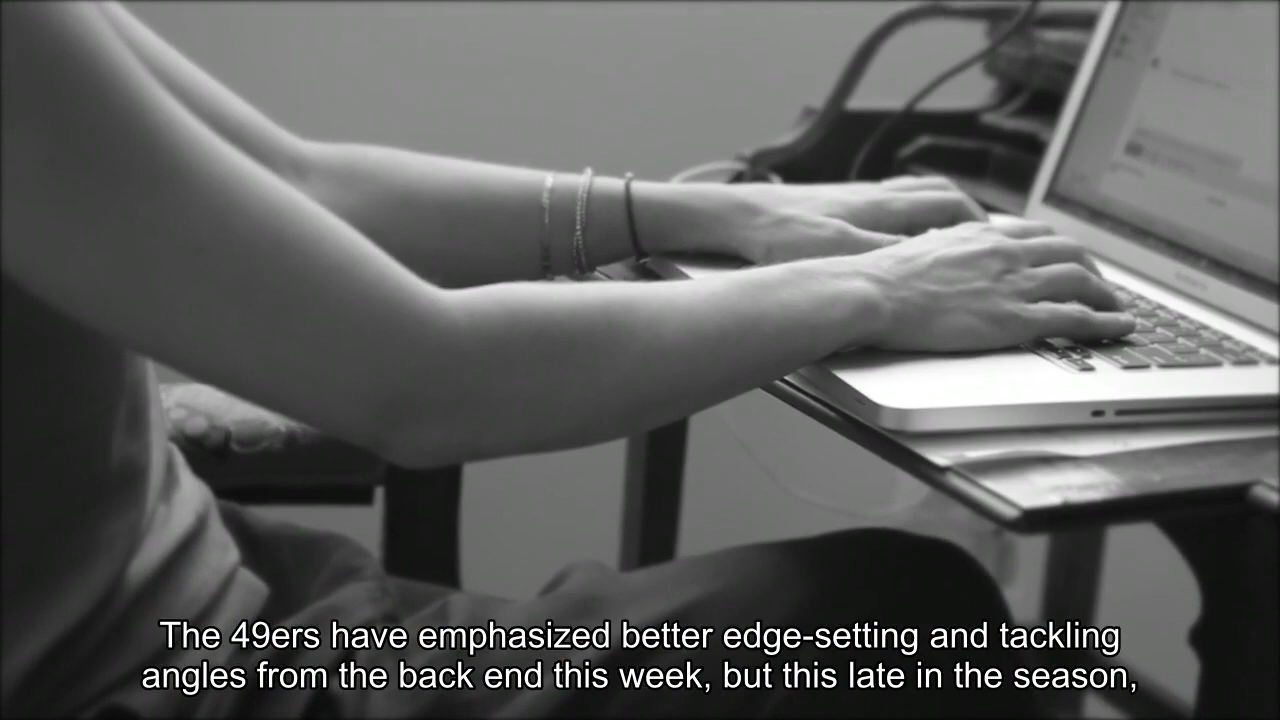 The 49ers have emphasized better edge-setting and tackling
angles from the back end this week, but this late in the season,